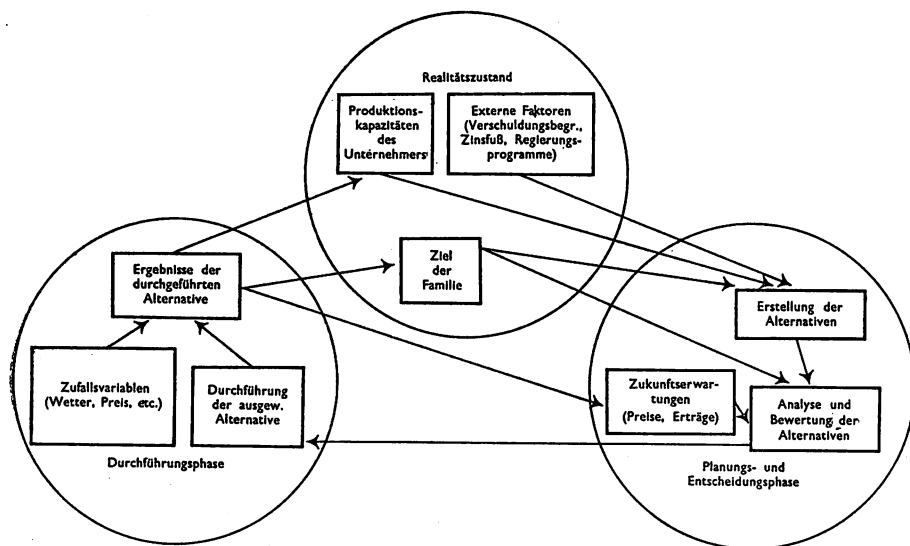 Realitätszustand
Produktions-
kapazitäten
des
Unternehmers
Externe Faktoren
(Verschuldungsbegr.,
Zinsfuß, Regierungs-
programme)
Ziel
der
Familie
Ergebnisse der
durchgeführten
Alternative
Zufallsvariablen
(Wetter, Preis, etc.)
Durchführung
der ausgew.
Alternative
Durchführungsphase
Erstellung der
Alternativen
Zukunftserwar-
tungen
(Preise, Erträge)
Analyse und
Bewertung der
Alternativen
Planungs- und
Entscheidungsphase